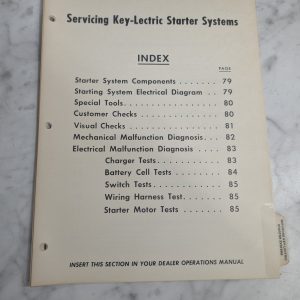 Servicing Key-Lectric Starter Systems
INDEX
PAGE
Starter System Components . . . . . . . 79
Starting System Electrical Diagram . . 79
Special Tools . . . . . . . . . . . . . . 80
Customer Checks . . . . . . . . . . . . 80
Visual Checks . . . . . . . . . . . . . . 81
Mechanical Malfunction Diagnosis . . . 82
Electrical Malfunction Diagnosis . . . . 83
Charger Tests . . . . . . . . . . . 83
Battery Cell Tests . . . . . . . . 84
Switch Tests . . . . . . . . . . . . 85
Wiring Harness Test . . . . . . . 85
Starter Motor Tests . . . . . . . 85
INSERT THIS SECTION IN YOUR DEALER OPERATIONS MANUAL